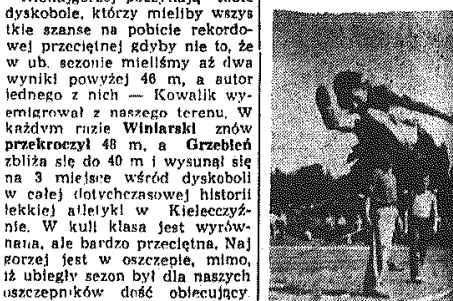 dyskobole, którzy mieliby wszys
tkie szanse na pobicie rekordo-
wej przeciętnej gdyby nie to, że
w ub. sezonie mieliśmy aż dwa
wyniki powyżej 46 m, a autor
jednego z nich — Kowalik wy-
emigrował z naszego terenu. W
każdym razie Winiarski znów
przekroczył 48 m, a Grzebień
zbliża się do 40 m i wysunął się
na 3 miejsce wśród dyskoboli
w całej dotychczasowej historii
lekkiej atletyki w Kielecczyź-
nie. W kuli klasa jest wyrów-
nana, ale bardzo przeciętna. Naj
gorzej jest w oszczepie, mimo,
iż ubiegły sezon był dla naszych
oszczepników dość obiecujący